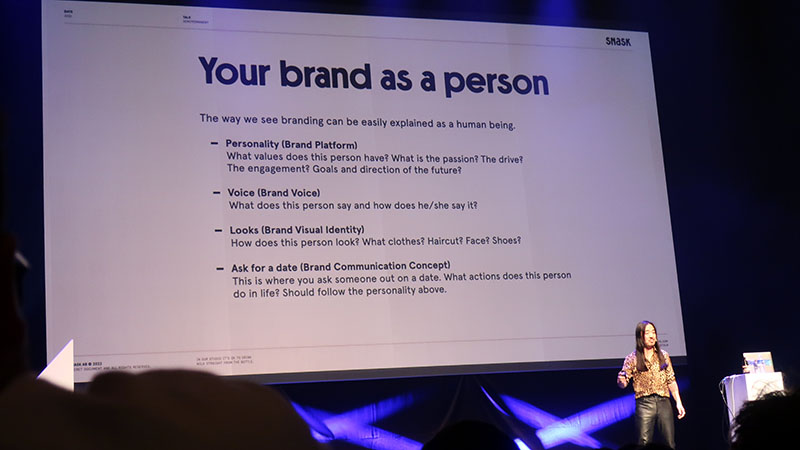 DATE
TALK
SNASK
Your brand as a person
The way we see branding can be easily explained as a human being.
– Personality (Brand Platform)
What values does this person have? What is the passion? The drive?
The engagement? Goals and direction of the future?
– Voice (Brand Voice)
What does this person say and how does he/she say it?
– Looks (Brand Visual Identity)
How does this person look? What clothes? Haircut? Face? Shoes?
– Ask for a date (Brand Communication Concept)
This is where you ask someone out on a date. What actions does this person
do in life? Should follow the personality above.
AB © 2022
DOCUMENT AND ALL RIGHTS RESERVED.
IN OUR STUDIO IT'S OK TO DRINK
MILK STRAIGHT FROM THE BOTTLE.